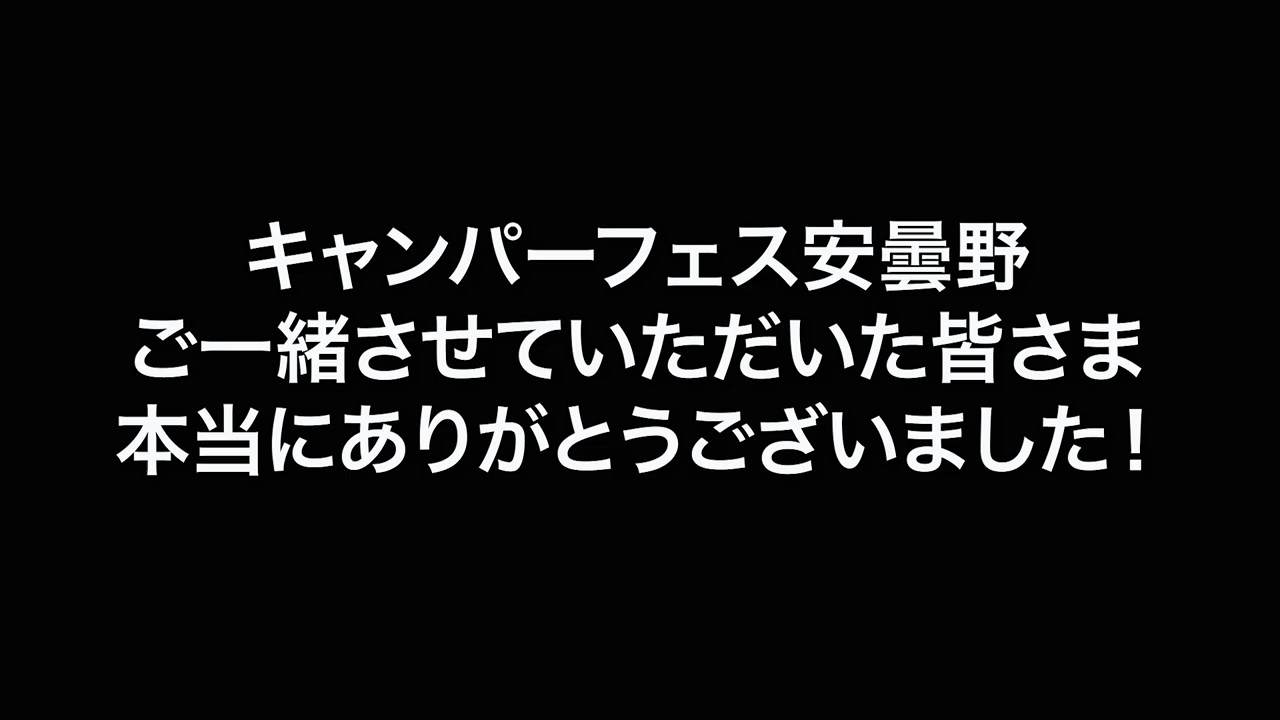 キャンパーフェス安曇野
ご一緒させていただいた皆さま
本当にありがとうございました！